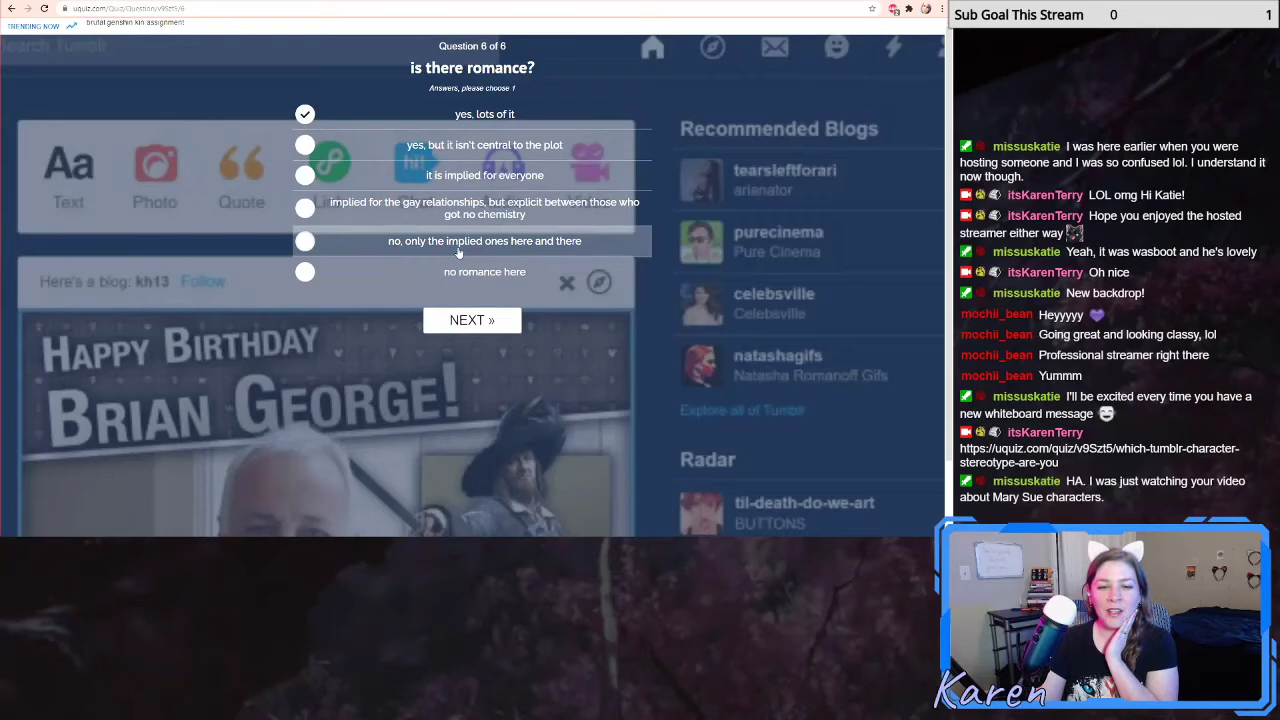 uquiz.com/Quiz/Question/v9Szt5/6
TRENDING NOW
brutal genshin kin assignment
Search Tumblr
Question 6 of 6
is there romance?
Answers, please choose 1
yes, lots of it
yes, but it isn't central to the plot
it is implied for everyone
implied for the gay relationships, but explicit between those who
got no chemistry
no, only the implied ones here and there
no romance here
NEXT »
Aa
hi!
Text
Photo
Quote
Here's a blog: kh13 Follow
HAPPY BIRTHDAY
BRIAN GEORGE!
Recommended Blogs
tearsleftforari
arianator
purecinema
Pure Cinema
celebsville
Celebsville
natashagifs
Natasha Romanoff Gifs
Explore all of Tumblr
Radar
til-death-do-we-art
BUTTONS
Sub Goal This Stream 0 1
missuskatie I was here earlier when you were
hosting someone and I was so confused lol. I understand it
now though.
itsKarenTerry LOL omg Hi Katie!
itsKarenTerry Hope you enjoyed the hosted
streamer either way
missuskatie Yeah, it was wasboot and he's lovely
itsKarenTerry Oh nice
missuskatie New backdrop!
mochii_bean Heyyyyy
mochii_bean Going great and looking classy, lol
mochii_bean Professional streamer right there
mochii_bean Yummm
missuskatie I'll be excited every time you have a
new whiteboard message
itsKarenTerry
https://uquiz.com/quiz/v9Szt5/which-tumblr-character-
stereotype-are-you
missuskatie HA. I was just watching your video
about Mary Sue characters.
Karen